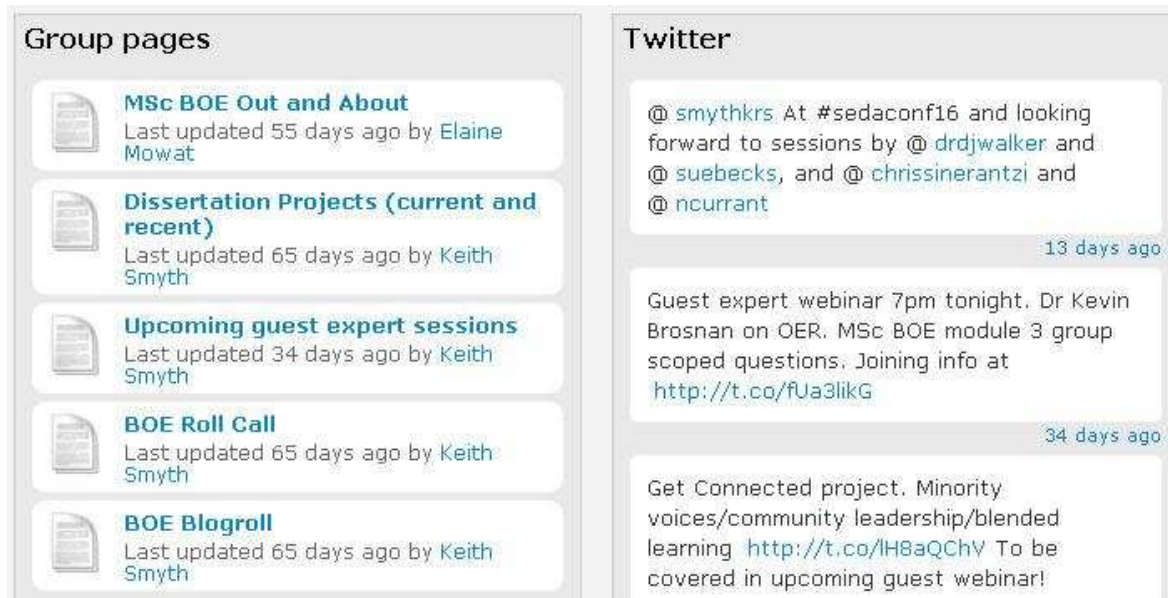 Group pages
MSc BOE Out and About
Last updated 55 days ago by Elaine
Mowat
Dissertation Projects (current and
recent)
Last updated 65 days ago by Keith
Smyth
Upcoming guest expert sessions
Last updated 34 days ago by Keith
Smyth
BOE Roll Call
Last updated 65 days ago by Keith
Smyth
BOE Blogroll
Last updated 65 days ago by Keith
Smyth
Twitter
@ smythkrs At #sedaconf16 and looking
forward to sessions by @ drdjwalker and
@ suebecks, and @ chrissinerantzi and
@ ncurrant
13 days ago
Guest expert webinar 7pm tonight. Dr Kevin
Brosnan on OER. MSc BOE module 3 group
scoped questions. Joining info at
http://t.co/fUa3likG
34 days ago
Get Connected project. Minority
voices/community leadership/blended
learning http://t.co/lH8aQChV To be
covered in upcoming guest webinar!